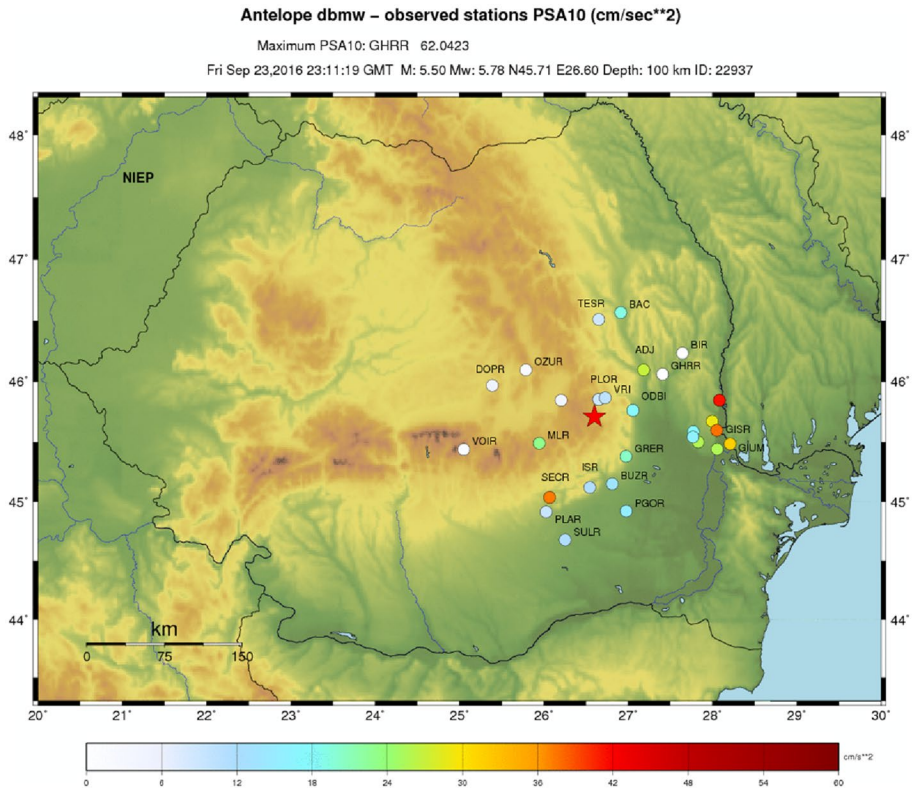 Antelope dbmw – observed stations PSA10 (cm/sec**2)
Maximum PSA10: GHRR 62.0423
Fri Sep 23,2016 23:11:19 GMT M: 5.50 Mw: 5.78 N45.71 E26.60 Depth: 100 km ID: 22937
48˚ 48˚
NIEP
47˚ 47˚
TESR BAC
BIR
ADJ
GHRR
DOPR OZUR
46˚ 46˚
PLOR
VRI
ODBI
GISR
MLR
VOIR
GIUM
GRER
ISR
SECR BUZR
45˚ 45˚
PGOR
PLAR
SULR
44˚ 44˚
km
0 75 150
20˚ 21˚ 22˚ 23˚ 24˚ 25˚ 26˚ 27˚ 28˚ 29˚ 30˚
cm/s**2
0 6 12 18 24 30 36 42 48 54 60